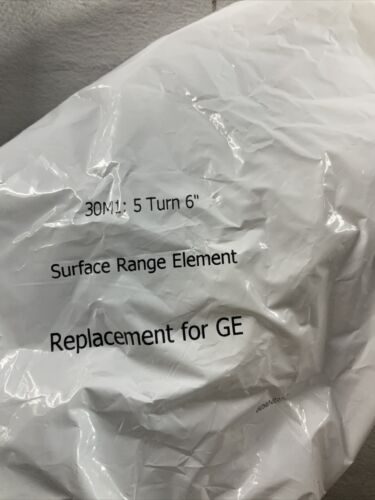 30M1: 5 Turn 6"
Surface Range Element
Replacement for GE